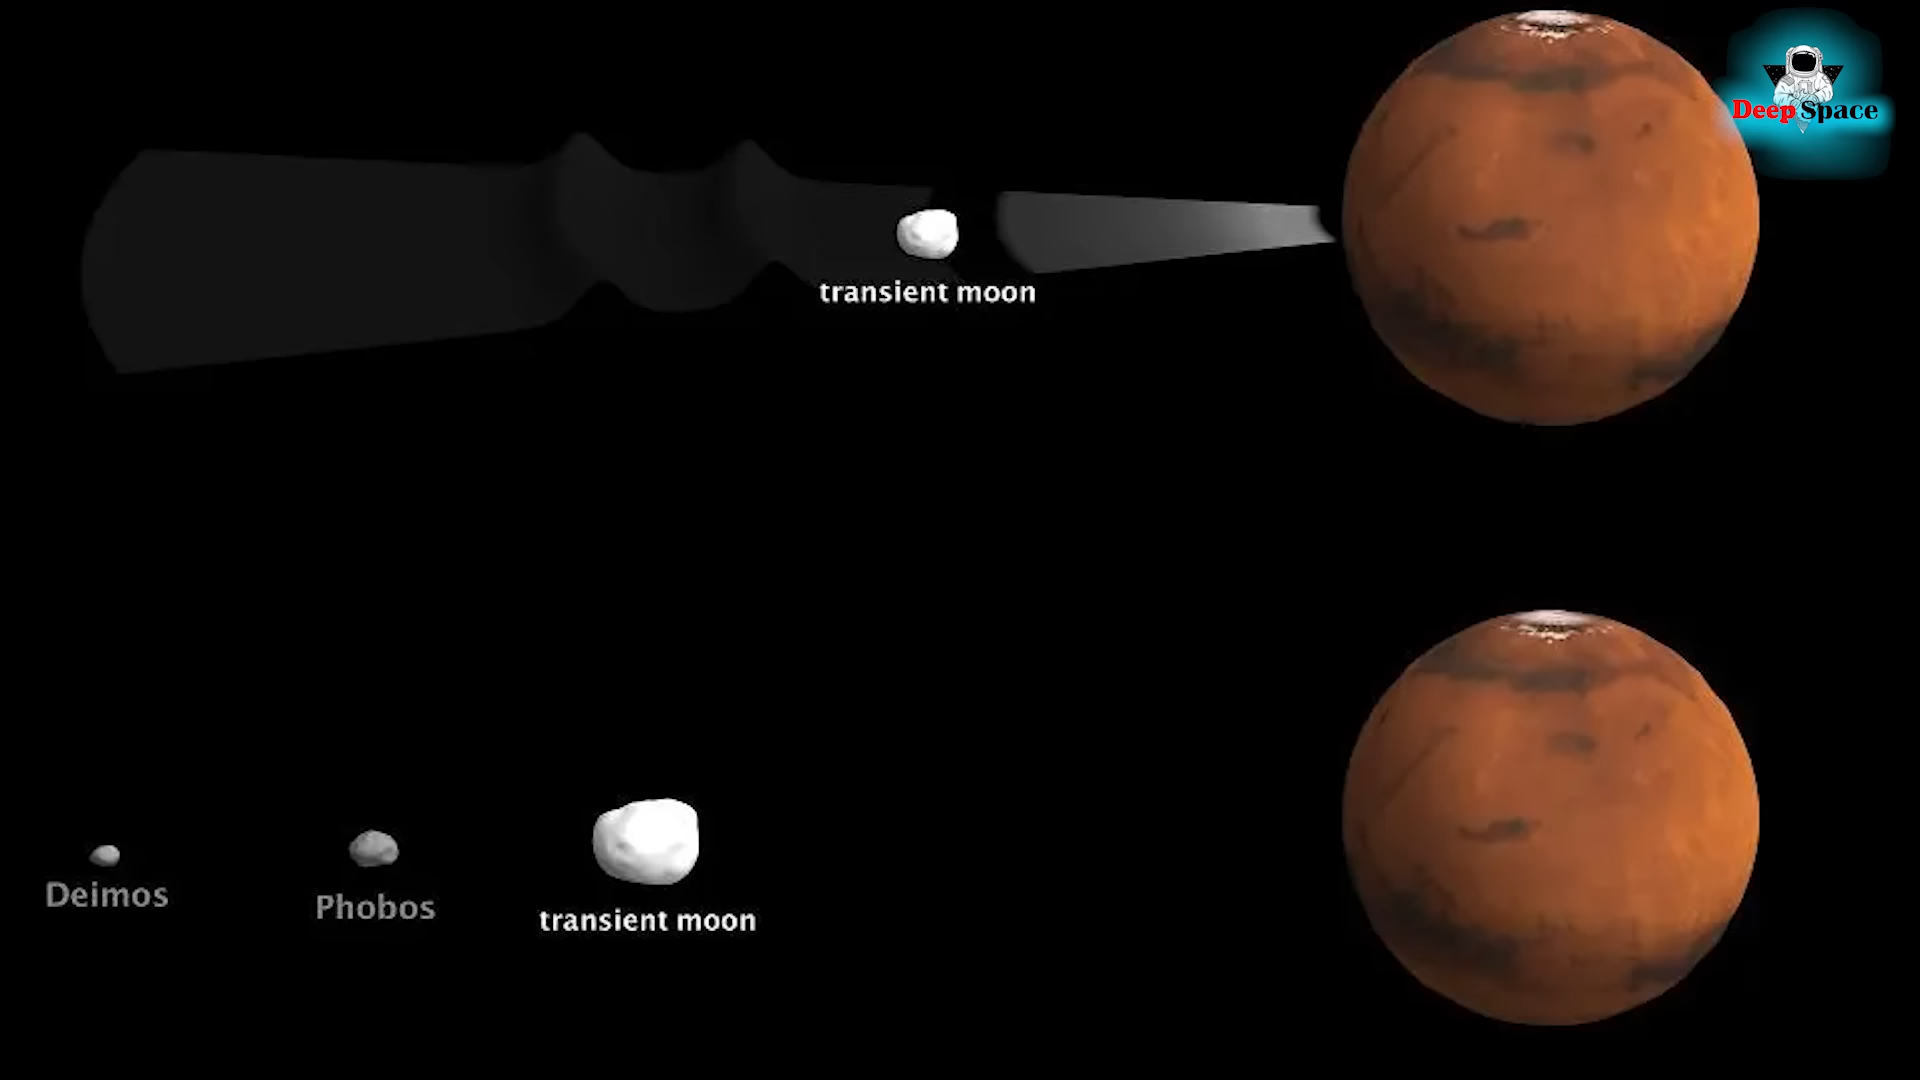 Deep Space
transient moon
Deimos
Phobos
transient moon